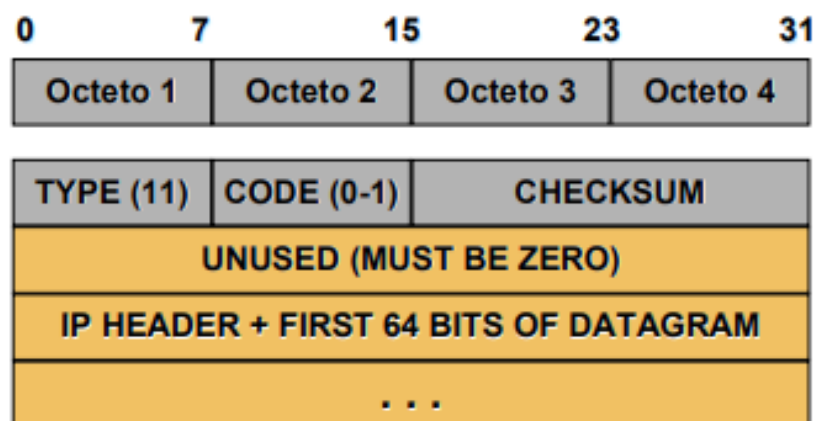 0 7 15 23 31
Octeto 1 Octeto 2 Octeto 3 Octeto 4
TYPE (11) CODE (0-1) CHECKSUM
UNUSED (MUST BE ZERO)
IP HEADER + FIRST 64 BITS OF DATAGRAM
. . .